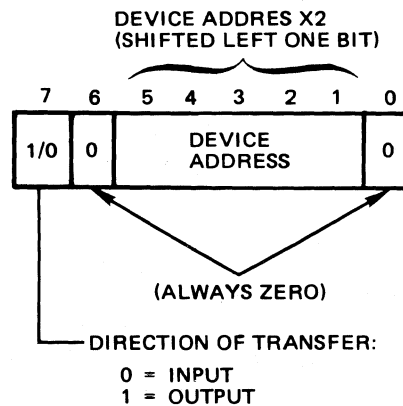 DEVICE ADDRES X2
(SHIFTED LEFT ONE BIT)
7 6 5 4 3 2 1 0
1/0 0 DEVICE ADDRESS 0
(ALWAYS ZERO)
DIRECTION OF TRANSFER:
0 = INPUT
1 = OUTPUT